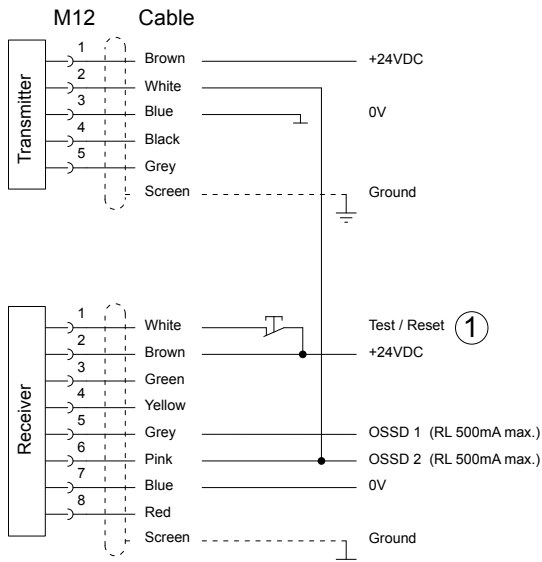 M12 Cable
Transmitter
1 Brown +24VDC
2 White
3 Blue 0V
4 Black
5 Grey
Screen Ground
Receiver
1 White Test / Reset 1
2 Brown +24VDC
3 Green
4 Yellow
5 Grey OSSD 1 (RL 500mA max.)
6 Pink OSSD 2 (RL 500mA max.)
7 Blue 0V
8 Red
Screen Ground